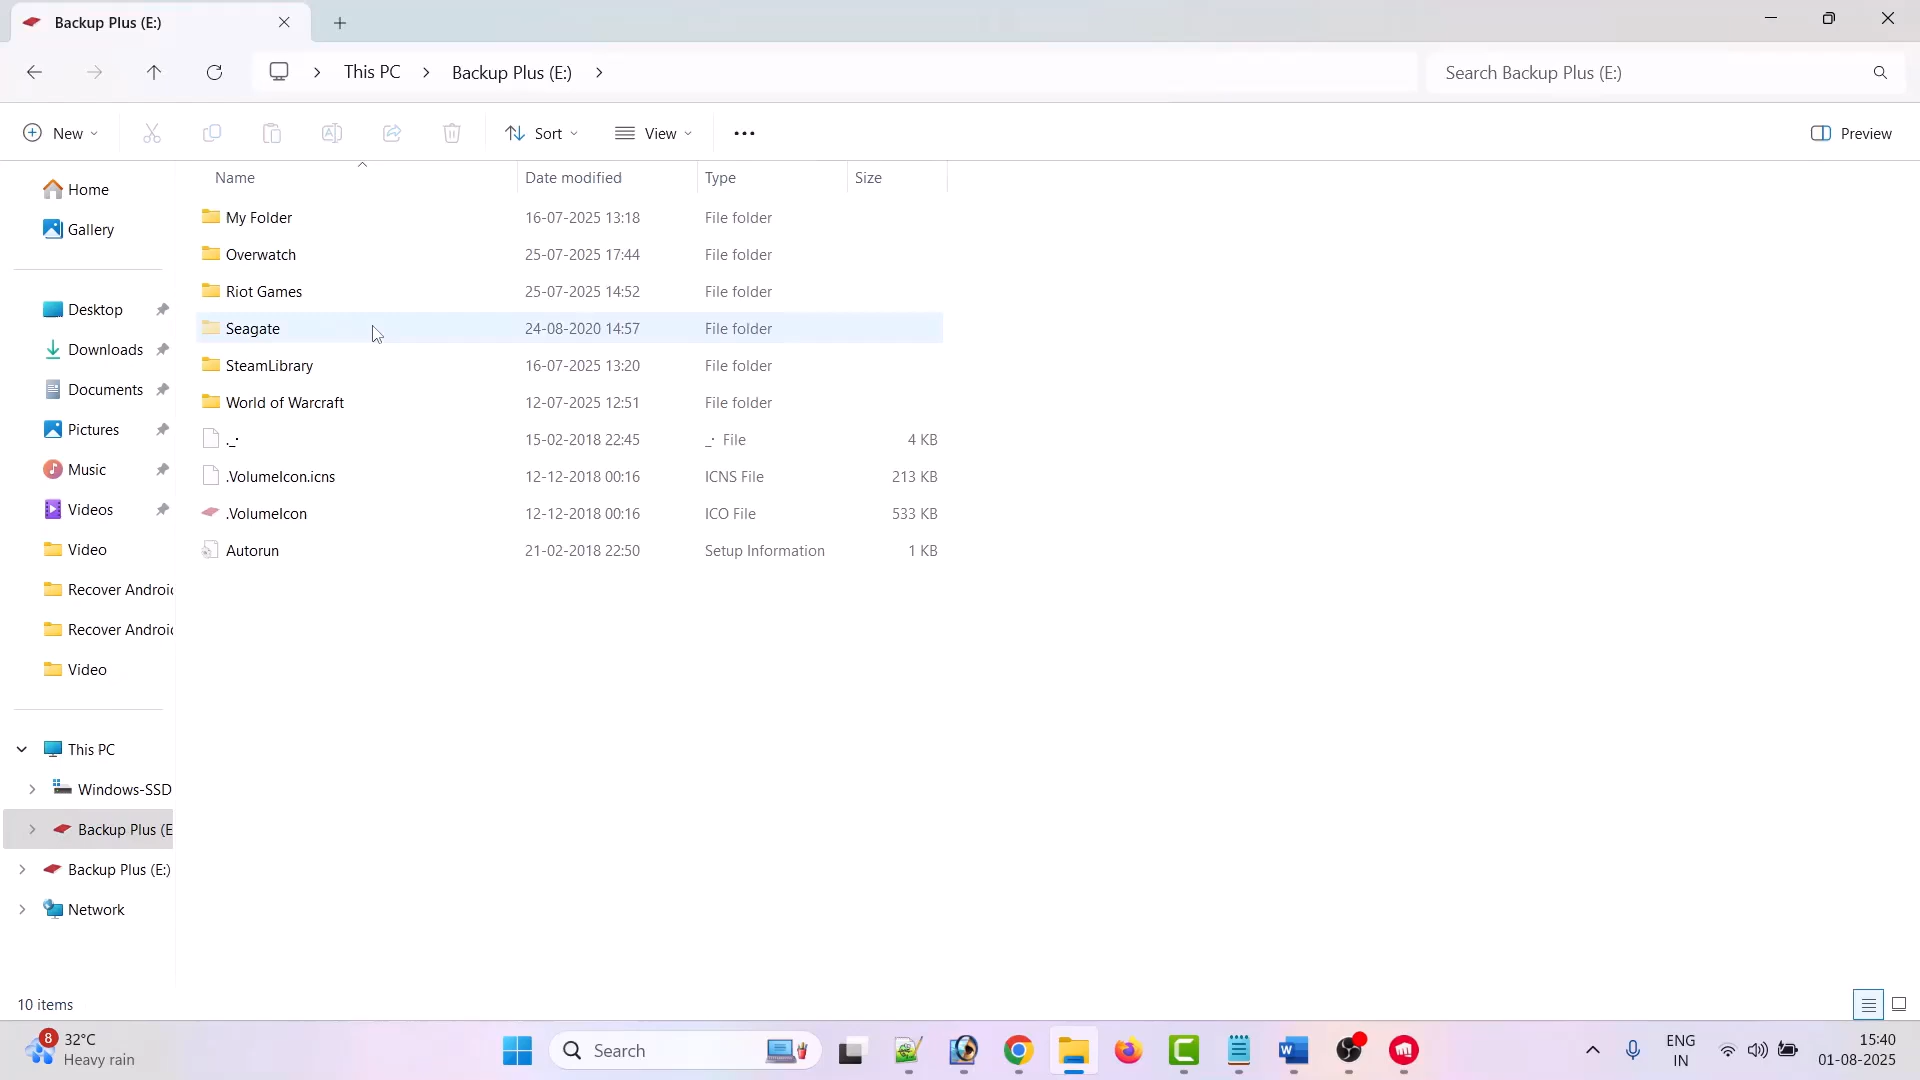 Backup Plus (E:)
This PC > Backup Plus (E:) >
Search Backup Plus (E:)
New
Sort
View
Preview
Name Date modified Type Size
Home
Gallery
Desktop
Downloads
Documents
Pictures
Music
Videos
Video
Recover Androi
Recover Androi
Video
This PC
Windows-SSD
Backup Plus (E
Backup Plus (E:)
Network
My Folder 16-07-2025 13:18 File folder
Overwatch 25-07-2025 17:44 File folder
Riot Games 25-07-2025 14:52 File folder
Seagate 24-08-2020 14:57 File folder
SteamLibrary 16-07-2025 13:20 File folder
World of Warcraft 12-07-2025 12:51 File folder
._· 15-02-2018 22:45 _· File 4 KB
.VolumeIcon.icns 12-12-2018 00:16 ICNS File 213 KB
.VolumeIcon 12-12-2018 00:16 ICO File 533 KB
Autorun 21-02-2018 22:50 Setup Information 1 KB
10 items
8
32°C
Heavy rain
Search
ENG
IN
15:40
01-08-2025